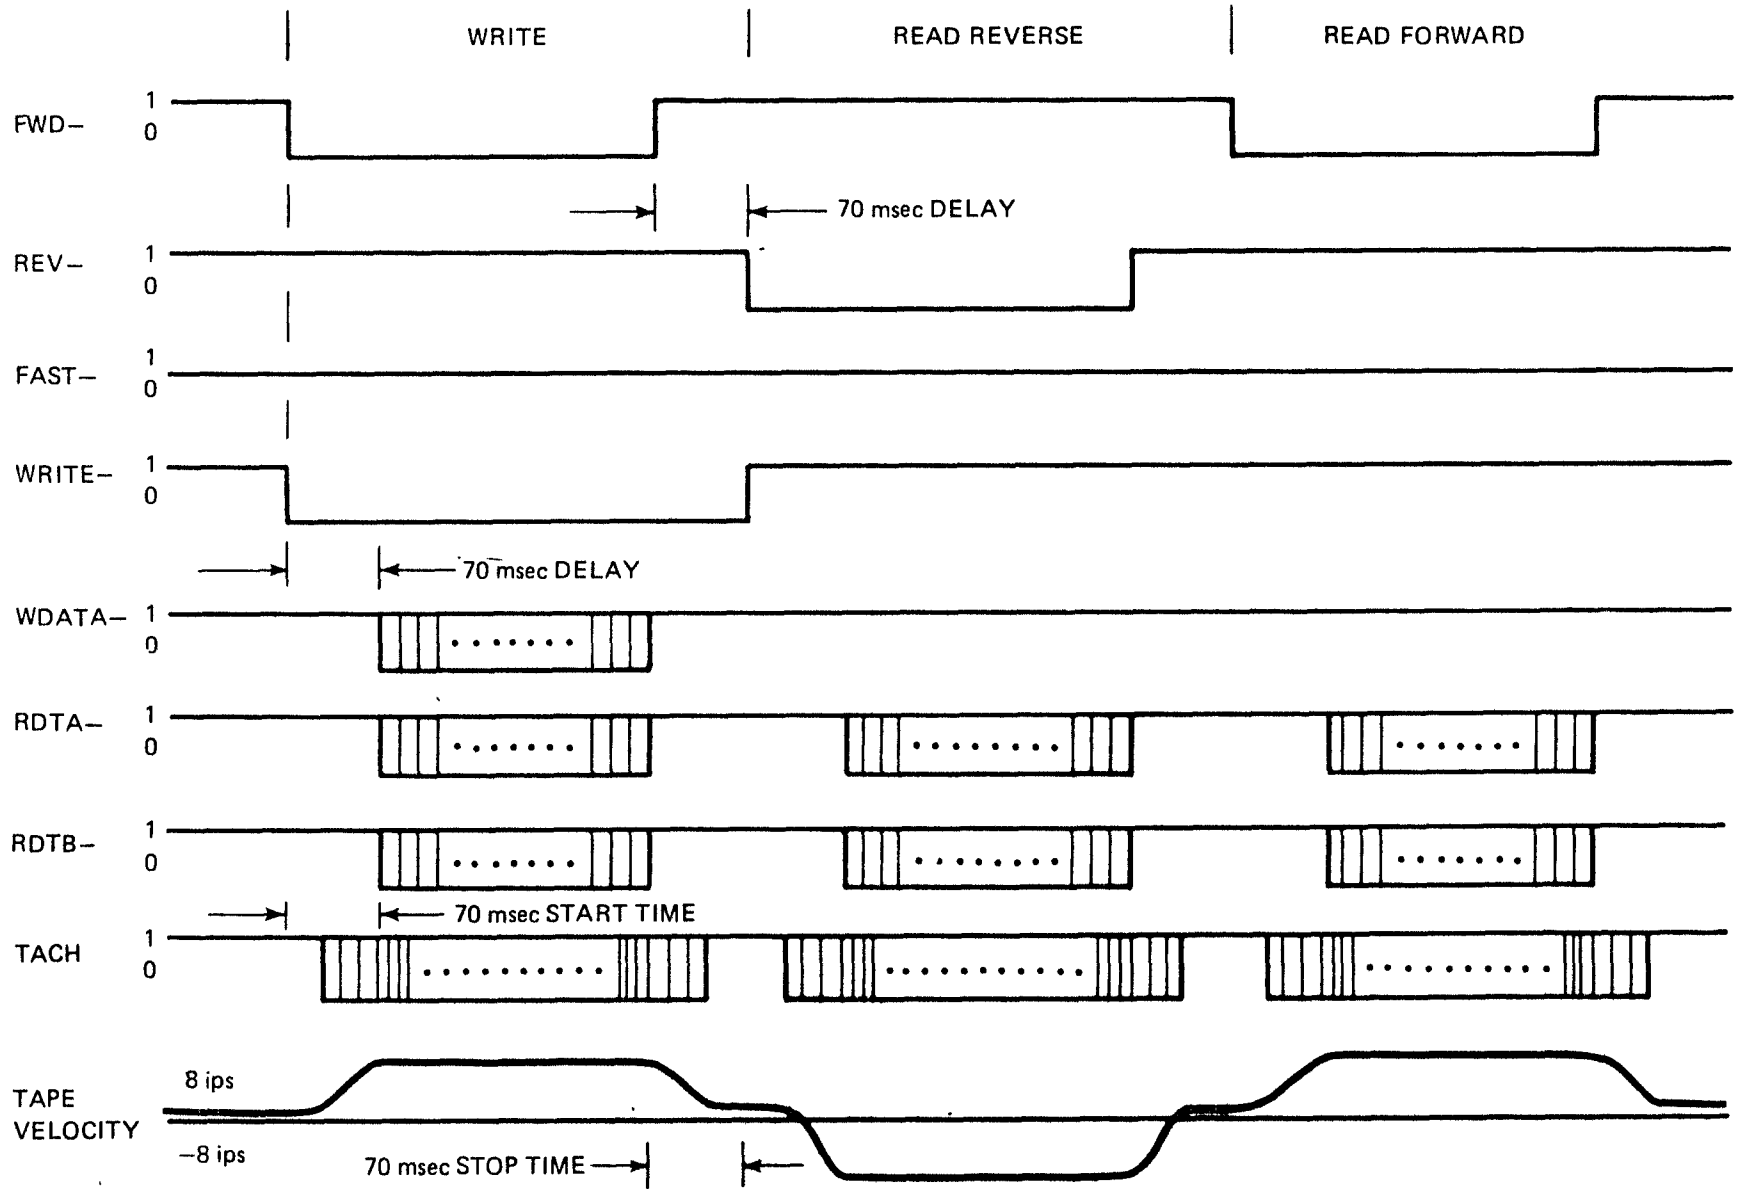 WRITE READ REVERSE READ FORWARD
1
FWD–
0
70 msec DELAY
1
REV–
0
1
FAST–
0
1
WRITE–
0
70 msec DELAY
1
WDATA–
0
1
RDTA–
0
1
RDTB–
0
70 msec START TIME
1
TACH
0
8 ips
TAPE
VELOCITY
–8 ips
70 msec STOP TIME